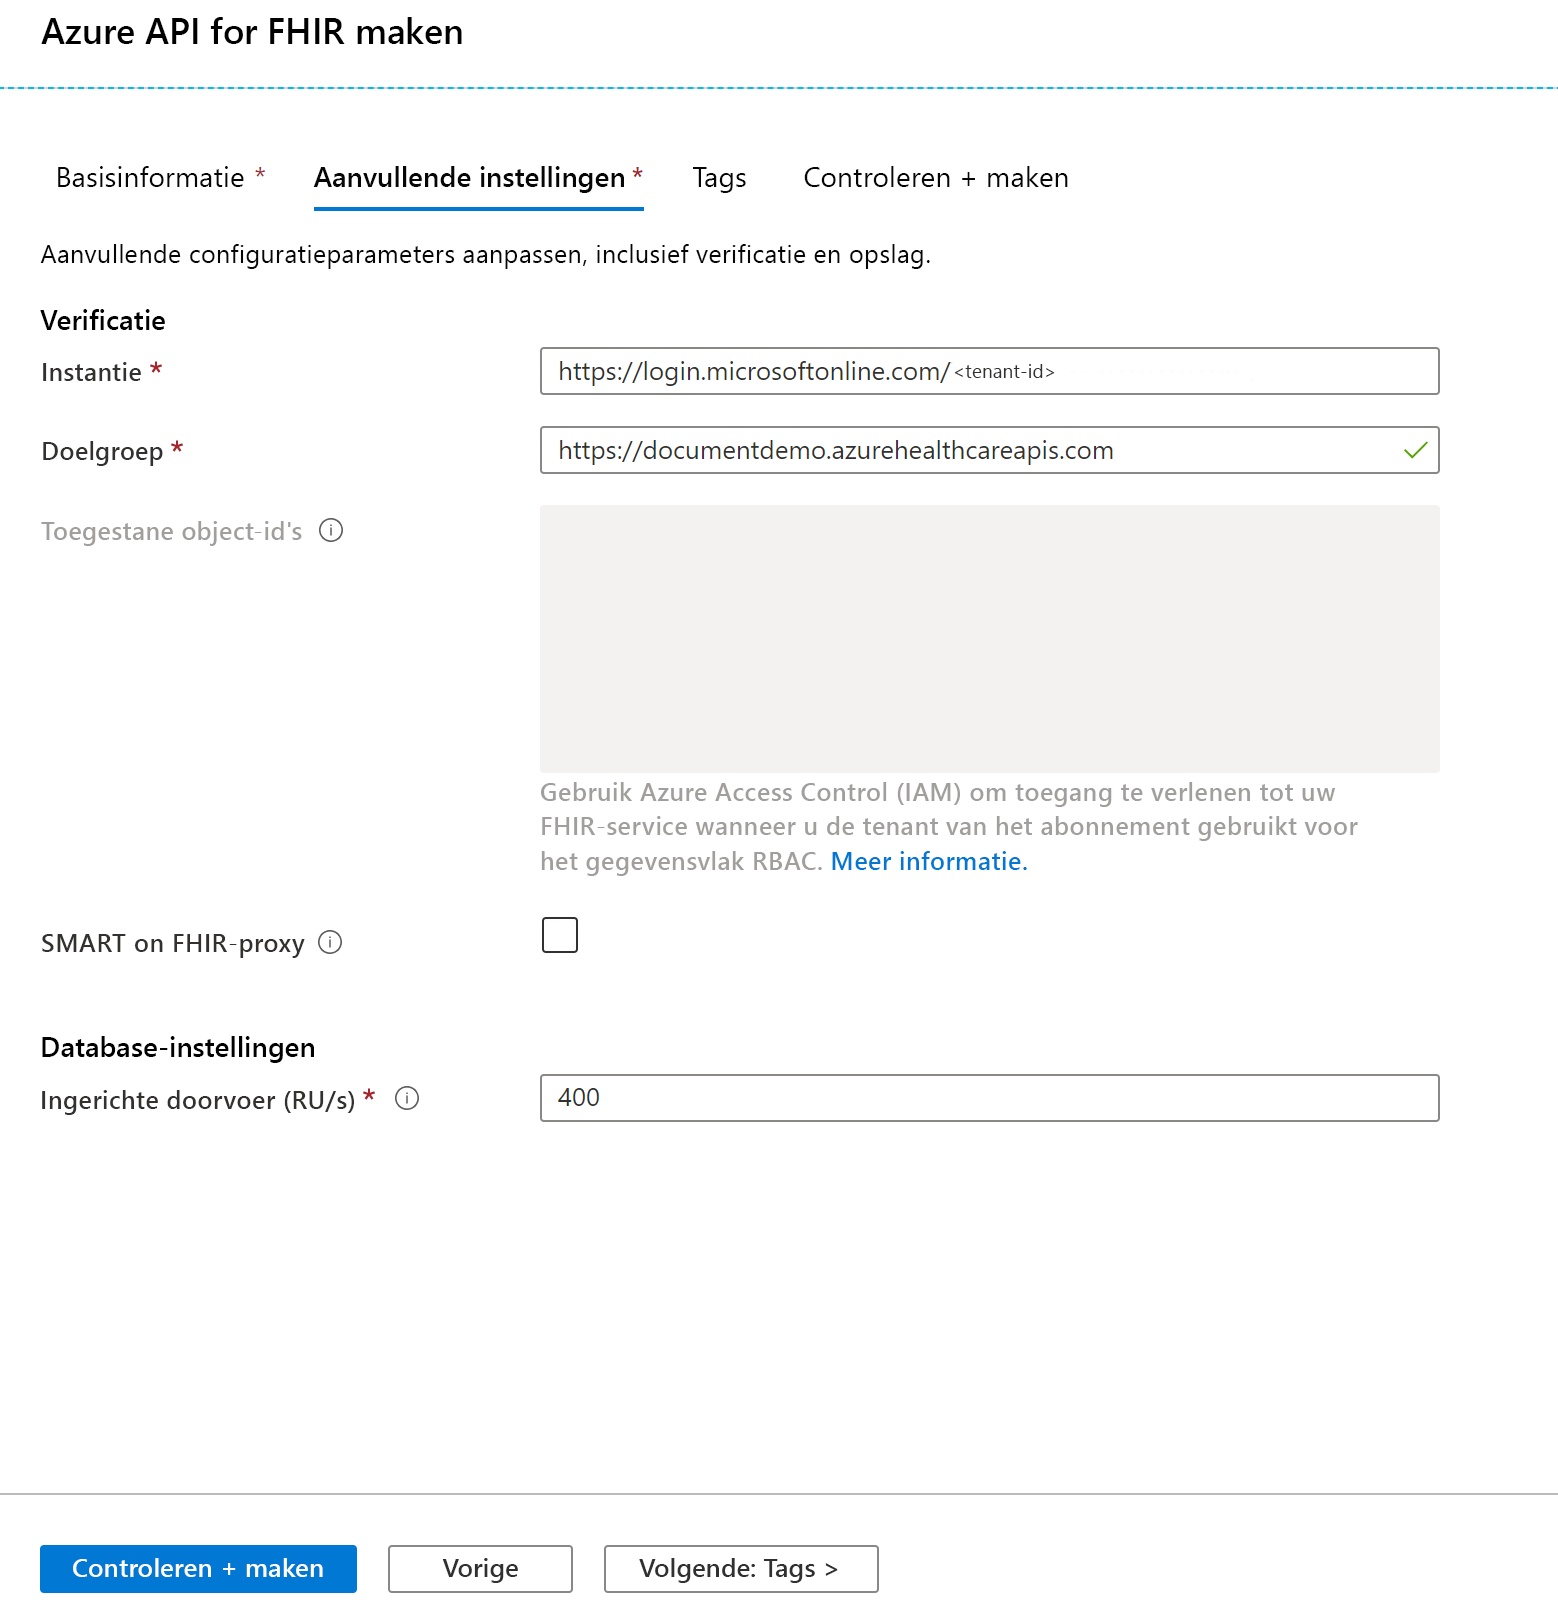 Azure API for FHIR maken
Basisinformatie * Aanvullende instellingen * Tags Controleren + maken
Aanvullende configuratieparameters aanpassen, inclusief verificatie en opslag.
Verificatie
Instantie * https://login.microsoftonline.com/<tenant-id>
Doelgroep * https://documentdemo.azurehealthcareapis.com
Toegestane object-id's
Gebruik Azure Access Control (IAM) om toegang te verlenen tot uw
FHIR-service wanneer u de tenant van het abonnement gebruikt voor
het gegevensvlak RBAC. Meer informatie.
SMART on FHIR-proxy
Database-instellingen
Ingerichte doorvoer (RU/s) * 400
Controleren + maken Vorige Volgende: Tags >